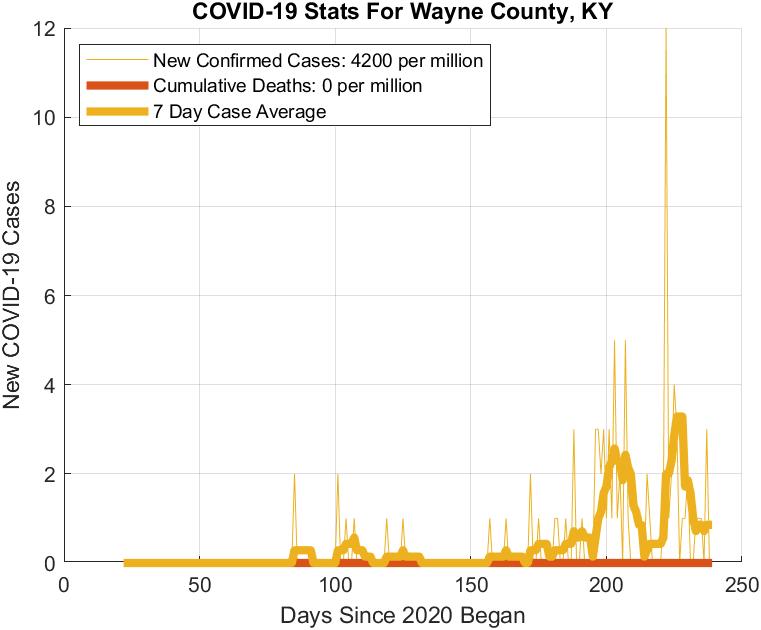 COVID-19 Stats For Wayne County, KY
New Confirmed Cases: 4200 per million
Cumulative Deaths: 0 per million
7 Day Case Average
12
10
8
6
4
2
0
New COVID-19 Cases
0 50 100 150 200 250
Days Since 2020 Began